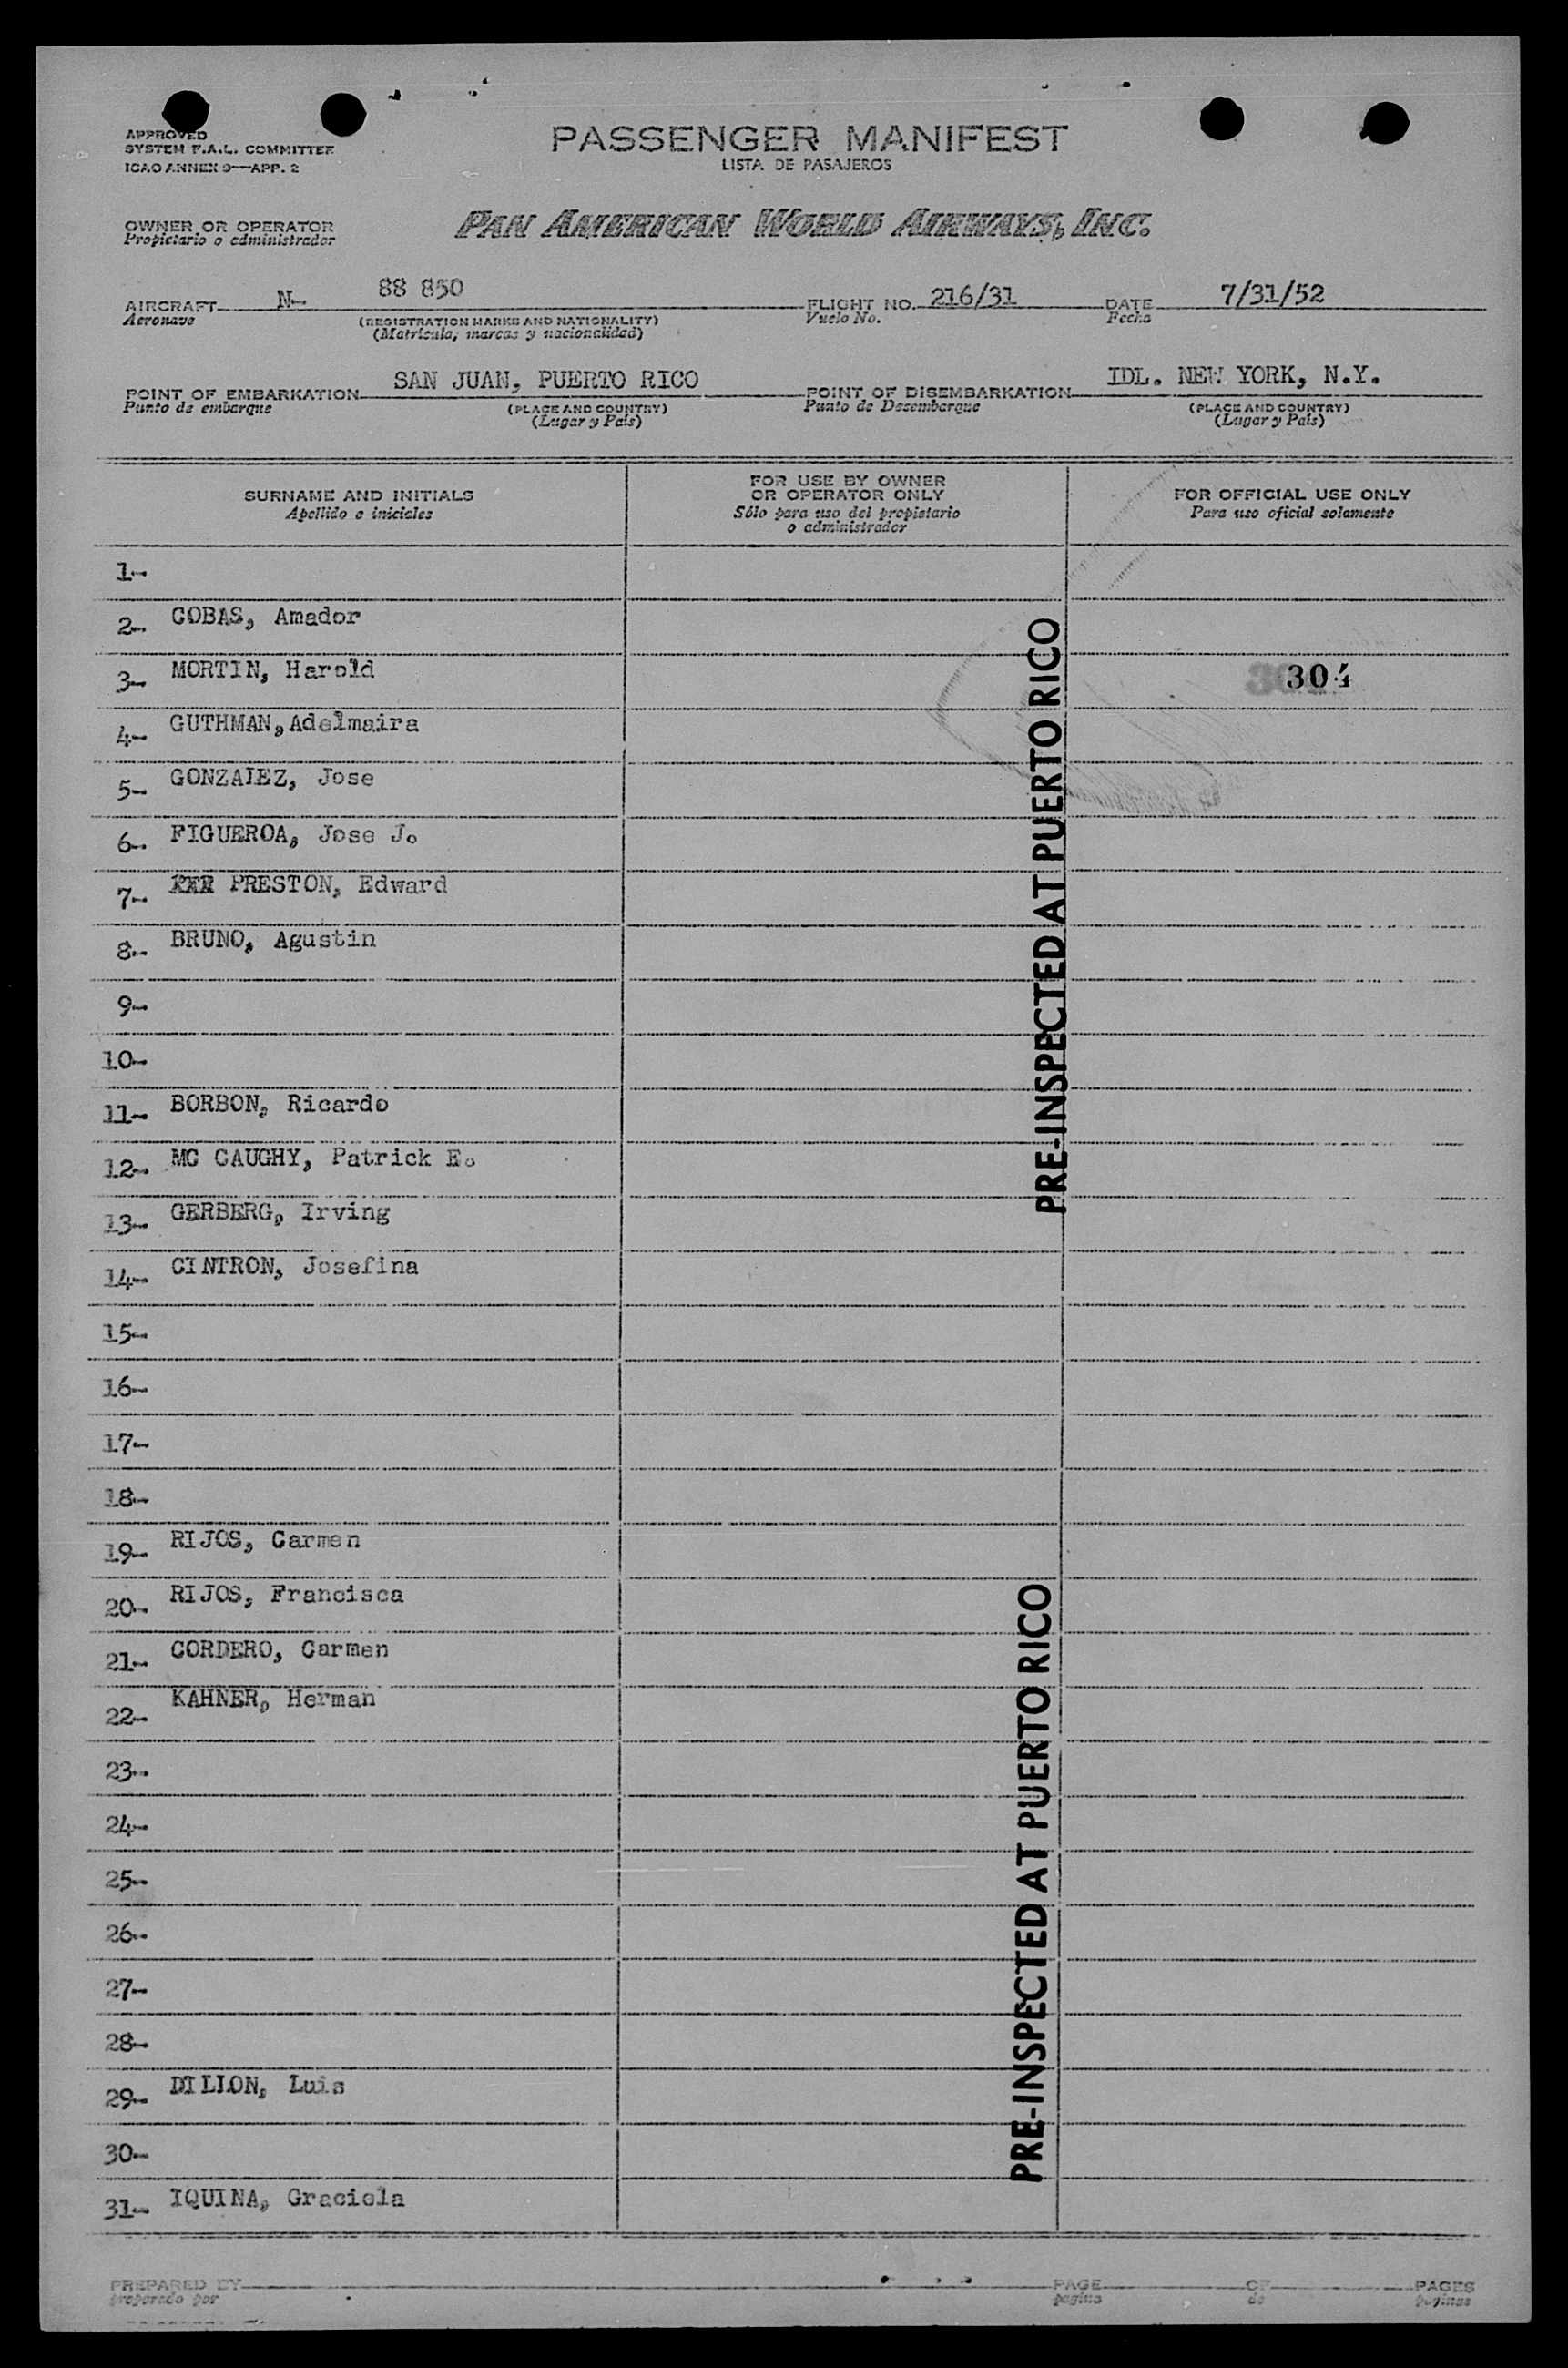 APPROVED
SYSTEM F.A.L. COMMITTEE
ICAO ANNEX 9—APP. 2
PASSENGER MANIFEST
LISTA DE PASAJEROS
OWNER OR OPERATOR
Propietario o administrador
PAN AMERICAN WORLD AIRWAYS, INC.
AIRCRAFT N- 88 850 FLIGHT NO. 216/31 DATE 7/31/52
Aeronave (REGISTRATION MARKS AND NATIONALITY) Vuelo No. Fecha
(Matrícula, marcas y nacionalidad)
POINT OF EMBARKATION SAN JUAN, PUERTO RICO POINT OF DISEMBARKATION IDL. NEW YORK, N.Y.
Punto de embarque (PLACE AND COUNTRY) Punto de Desembarque (PLACE AND COUNTRY)
(Lugar y País) (Lugar y País)
SURNAME AND INITIALS
Apellido e iniciales
FOR USE BY OWNER
OR OPERATOR ONLY
Sólo para uso del propietario
o administrador
FOR OFFICIAL USE ONLY
Para uso oficial solamente
1-
2- COBAS, Amador
3- MORTIN, Harold 304
4- GUTHMAN, Adelmaira
5- GONZALEZ, Jose
6- FIGUEROA, Jose J.
7- PRESTON, Edward
8- BRUNO, Agustin
9-
10-
11- BORBON, Ricardo
12- MC CAUGHY, Patrick E.
13- GERBERG, Irving
14- CINTRON, Josefina
15-
16-
17-
18-
19- RIJOS, Carmen
20- RIJOS, Francisca
21- CORDERO, Carmen
22- KAHNER, Herman
23-
24-
25-
26-
27-
28-
29- DILLON, Luis
30-
31- IQUINA, Graciela
PRE-INSPECTED AT PUERTO RICO
PRE-INSPECTED AT PUERTO RICO
PREPARED BY PAGE OF PAGES
preparado por pagina de paginas